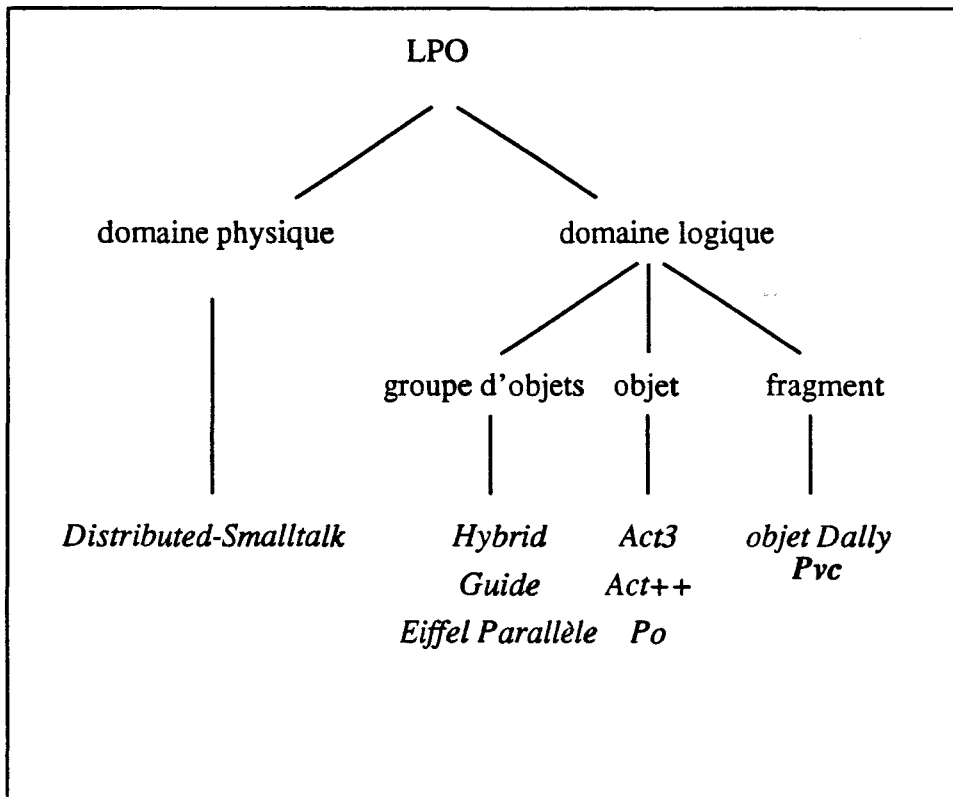 LPO
domaine physique domaine logique
groupe d'objets objet fragment
Distributed-Smalltalk Hybrid Act3 objet Dally
Pvc
Guide Act++
Eiffel Parallèle Po